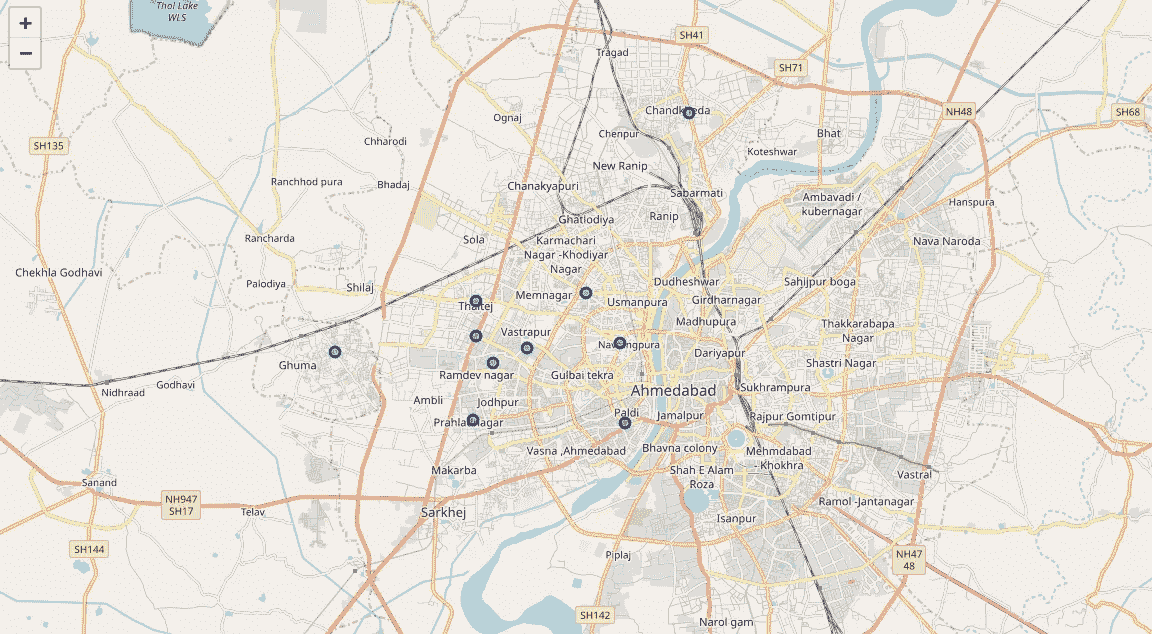 Thol Lake
WLS
+
−
SH41
Tragad
SH71
Chandkheda
NH48
SH68
Ognaj
Chenpur
Bhat
SH135
Chharodi
Koteshwar
New Ranip
Ranchhod pura
Bhadaj
Chanakyapuri
Sabarmati
Ambavadi /
kubernagar
Hanspura
Ghatlodiya
Ranip
Rancharda
Sola
Karmachari
Nagar -Khodiyar
Nagar
Nava Naroda
Chekhla Godhavi
Palodiya
Shilaj
Dudheshwar
Sahijpur boga
Thaltej
Memnagar
Usmanpura
Girdharnagar
Madhupura
Thakkarabapa
Nagar
Vastrapur
Navrangpura
Dariyapur
Ghuma
Shastri Nagar
Ramdev nagar
Gulbai tekra
Godhavi
Nidhraad
Ahmedabad
Sukhrampura
Ambli
Jodhpur
Paldi
Jamalpur
Rajpur Gomtipur
Prahladnagar
Vasna ,Ahmedabad
Bhavna colony
Mehmdabad
Khokhra
Makarba
Shah E Alam
Roza
Vastral
Sanand
NH947
SH17
Telav
Sarkhej
Ramol -Jantanagar
Isanpur
SH144
Piplaj
NH47
48
SH142
Narol gam